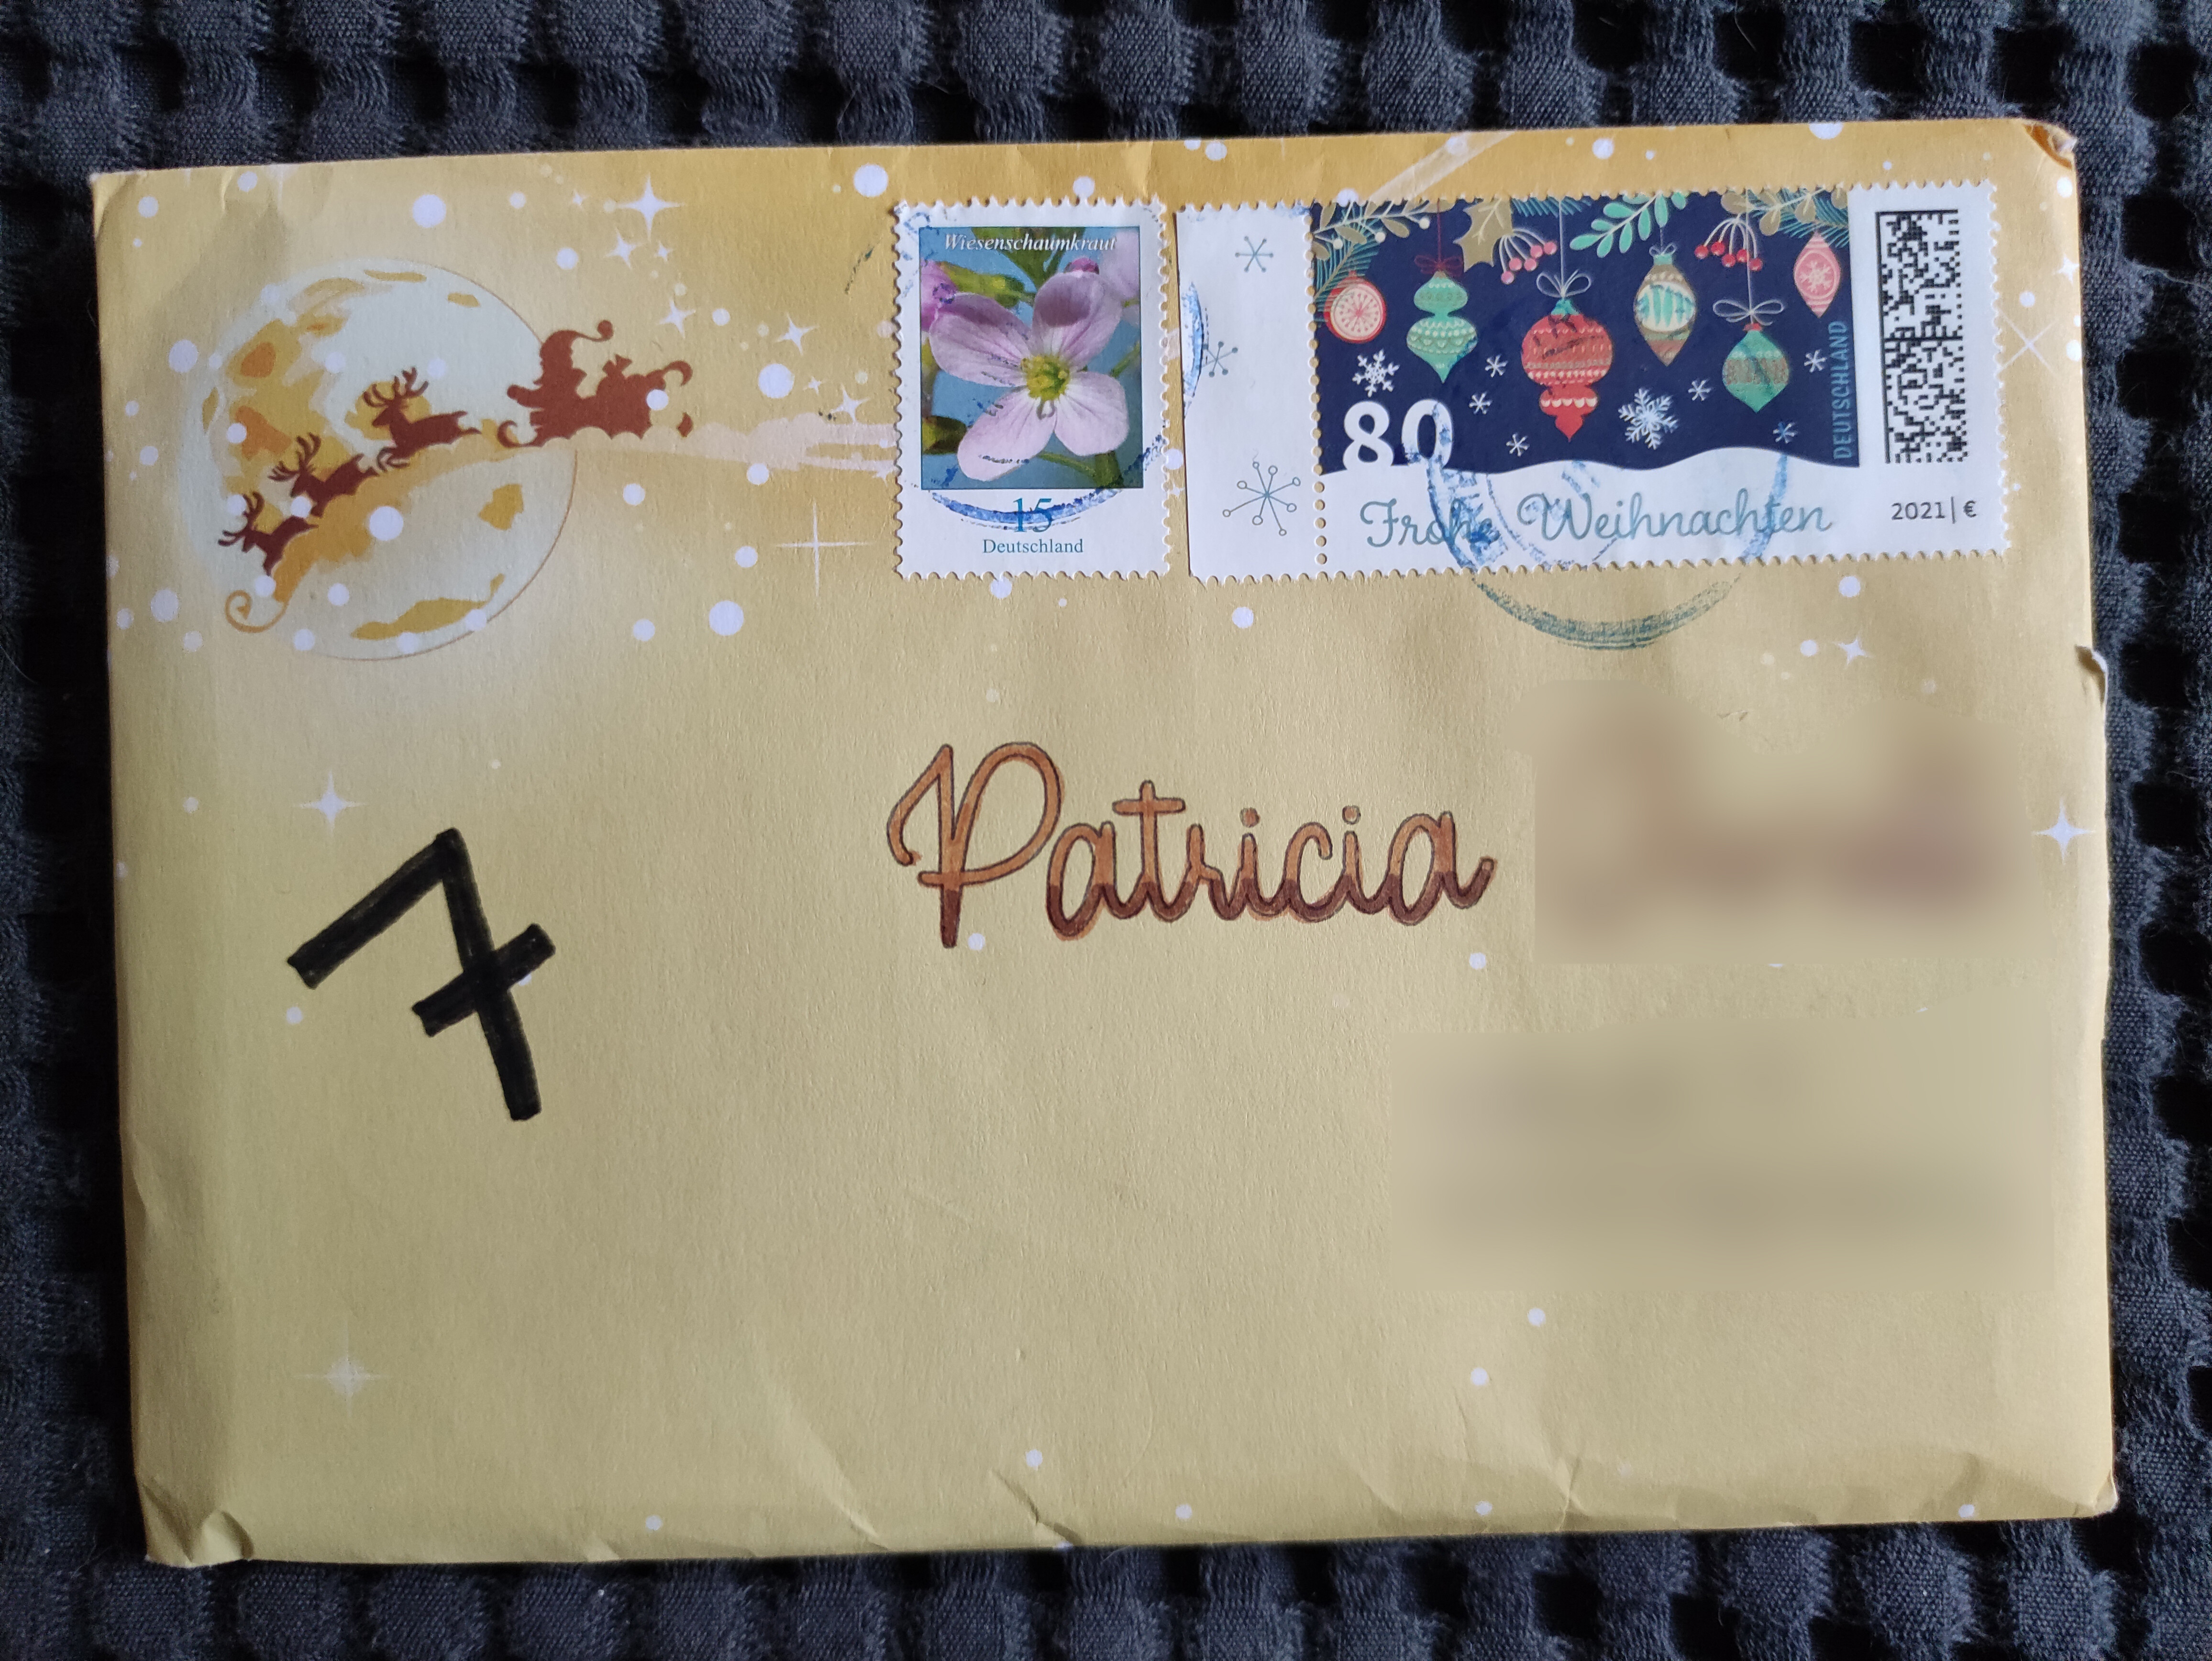 Wiesenschaumkraut
15
Deutschland
80
DEUTSCHLAND
Frohe Weihnachten
2021 | €
Patricia
7